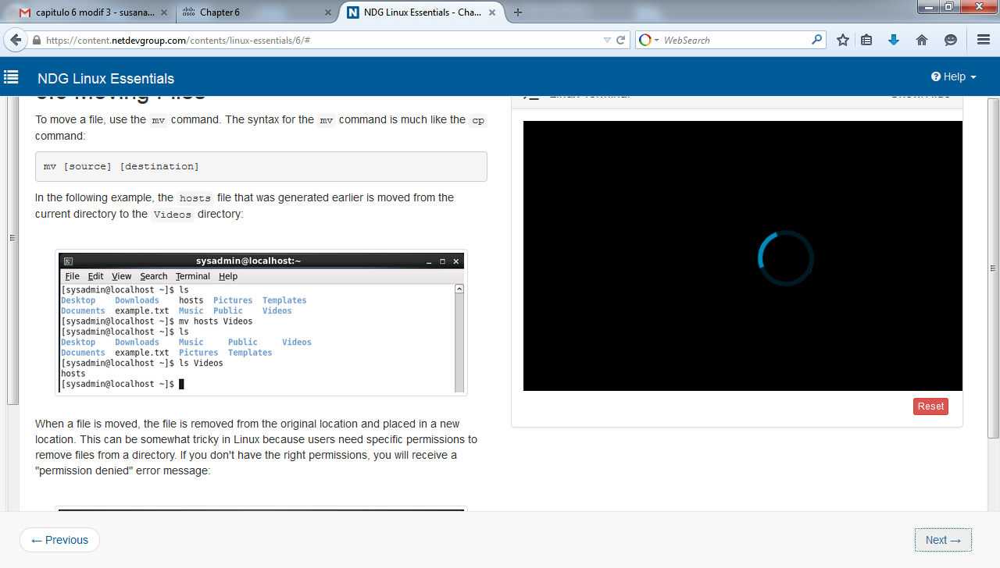 capitulo 6 modif 3 - susana...
Chapter 6
NDG Linux Essentials - Cha...
https://content.netdevgroup.com/contents/linux-essentials/6/#
WebSearch
NDG Linux Essentials
Help
Moving Files
To move a file, use the mv command. The syntax for the mv command is much like the cp
command:
mv [source] [destination]
In the following example, the hosts file that was generated earlier is moved from the
current directory to the Videos directory:
sysadmin@localhost:~
File Edit View Search Terminal Help
[sysadmin@localhost ~]$ ls
Desktop Downloads hosts Pictures Templates
Documents example.txt Music Public Videos
[sysadmin@localhost ~]$ mv hosts Videos
[sysadmin@localhost ~]$ ls
Desktop Downloads Music Public Videos
Documents example.txt Pictures Templates
[sysadmin@localhost ~]$ ls Videos
hosts
[sysadmin@localhost ~]$
When a file is moved, the file is removed from the original location and placed in a new
location. This can be somewhat tricky in Linux because users need specific permissions to
remove files from a directory. If you don't have the right permissions, you will receive a
"permission denied" error message:
Linux Terminal
Reset
← Previous
Next →